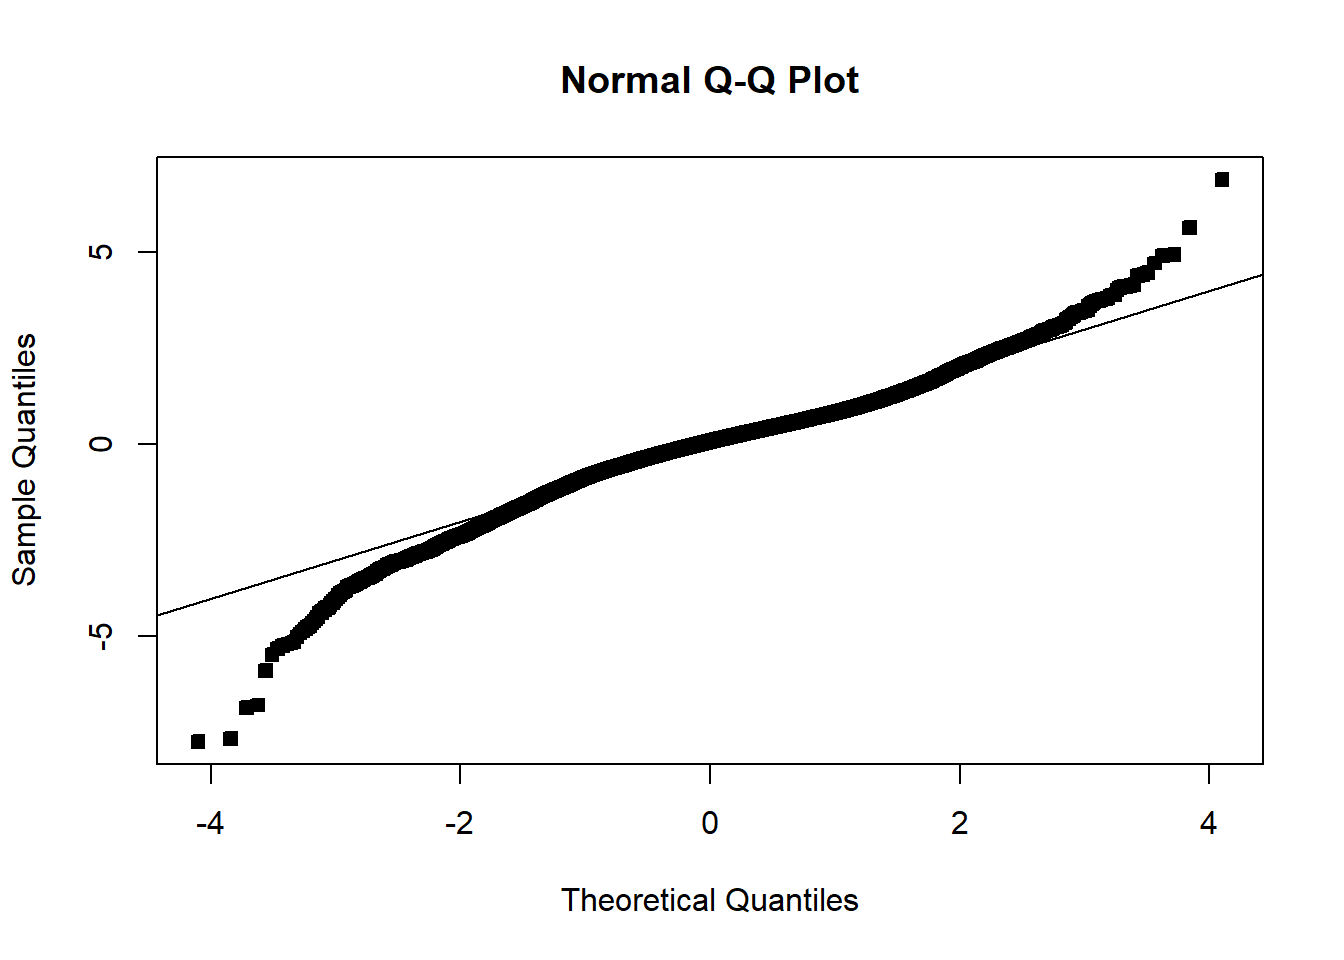 Normal Q-Q Plot
Sample Quantiles
5
0
-5
-4 -2 0 2 4
Theoretical Quantiles